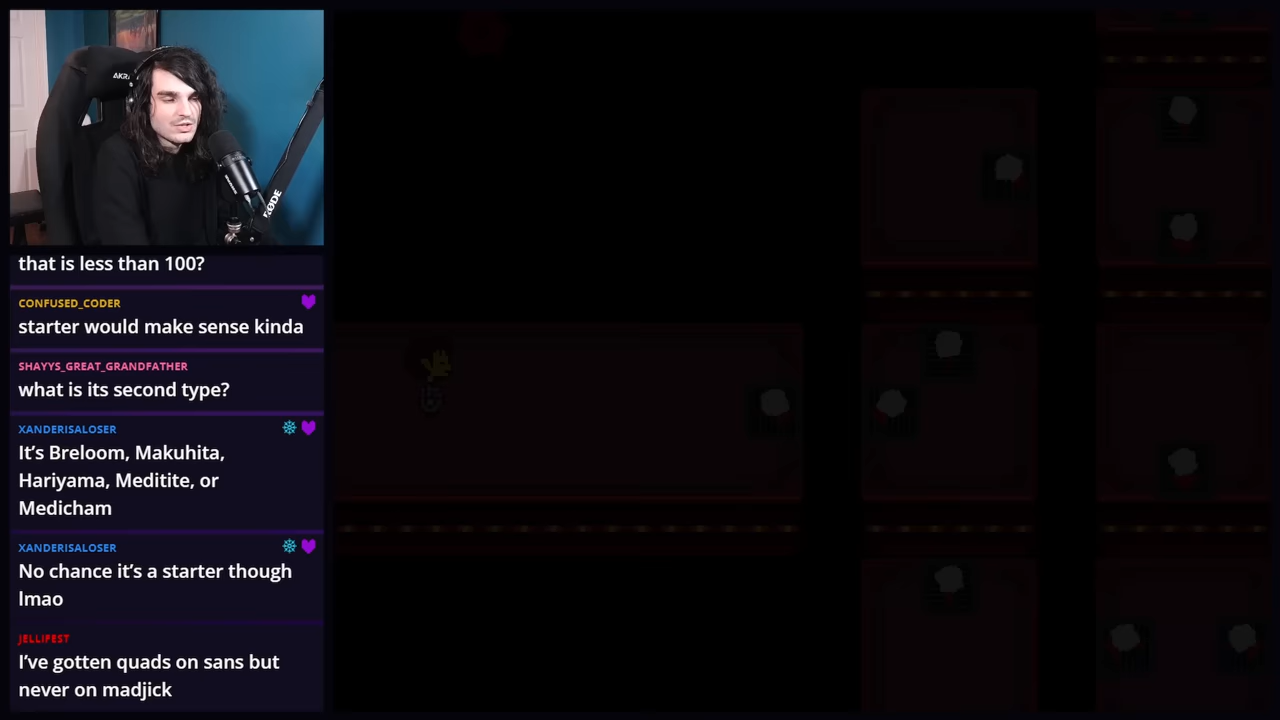 AKR
RØDE
that is less than 100?
CONFUSED_CODER
starter would make sense kinda
SHAYYS_GREAT_GRANDFATHER
what is its second type?
XANDERISALOSER
It’s Breloom, Makuhita,
Hariyama, Meditite, or
Medicham
XANDERISALOSER
No chance it’s a starter though
lmao
JELLIFEST
I’ve gotten quads on sans but
never on madjick